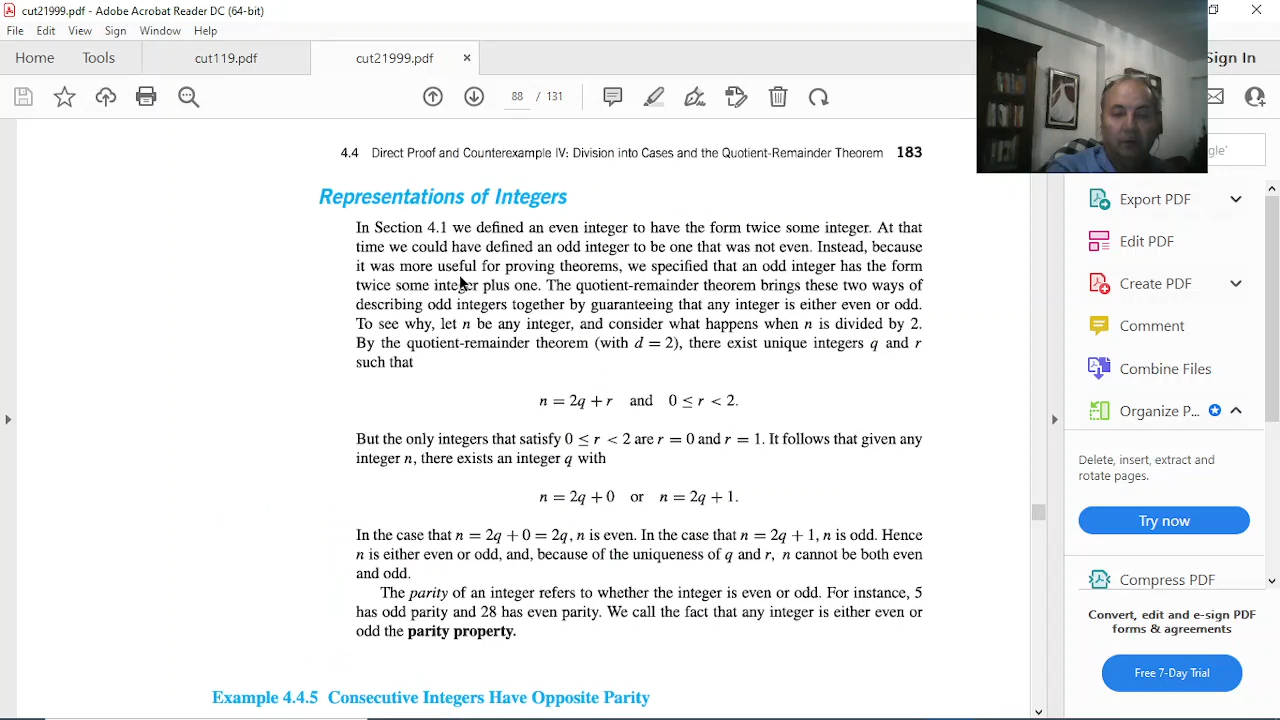 cut21999.pdf - Adobe Acrobat Reader DC (64-bit)
File Edit View Sign Window Help
Home Tools cut119.pdf cut21999.pdf × Sign In
88 / 131
4.4 Direct Proof and Counterexample IV: Division into Cases and the Quotient-Remainder Theorem 183
Representations of Integers
In Section 4.1 we defined an even integer to have the form twice some integer. At that
time we could have defined an odd integer to be one that was not even. Instead, because
it was more useful for proving theorems, we specified that an odd integer has the form
twice some integer plus one. The quotient-remainder theorem brings these two ways of
describing odd integers together by guaranteeing that any integer is either even or odd.
To see why, let n be any integer, and consider what happens when n is divided by 2.
By the quotient-remainder theorem (with d = 2), there exist unique integers q and r
such that
n = 2q + r and 0 ≤ r < 2.
But the only integers that satisfy 0 ≤ r < 2 are r = 0 and r = 1. It follows that given any
integer n, there exists an integer q with
n = 2q + 0 or n = 2q + 1.
In the case that n = 2q + 0 = 2q, n is even. In the case that n = 2q + 1, n is odd. Hence
n is either even or odd, and, because of the uniqueness of q and r, n cannot be both even
and odd.
The parity of an integer refers to whether the integer is even or odd. For instance, 5
has odd parity and 28 has even parity. We call the fact that any integer is either even or
odd the parity property.
Example 4.4.5 Consecutive Integers Have Opposite Parity
Export PDF
Edit PDF
Create PDF
Comment
Combine Files
Organize P...
Delete, insert, extract and
rotate pages.
Try now
Compress PDF
Convert, edit and e-sign PDF
forms & agreements
Free 7-Day Trial